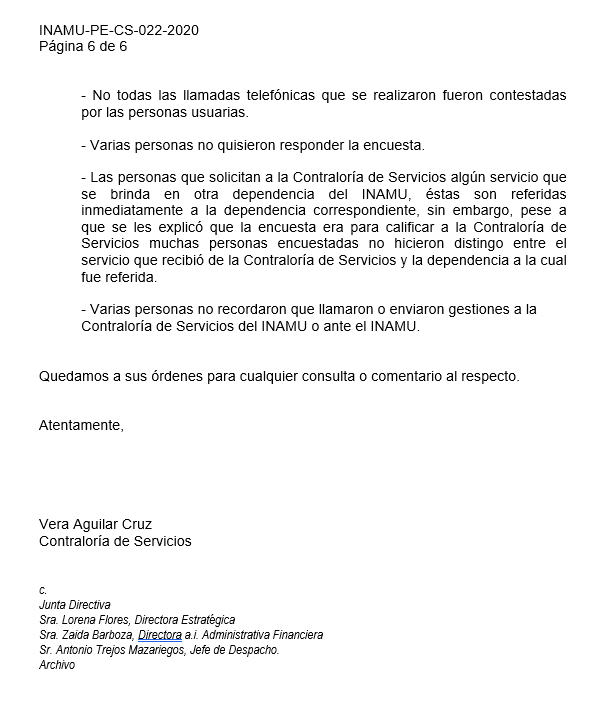 INAMU-PE-CS-022-2020
Página 6 de 6
- No todas las llamadas telefónicas que se realizaron fueron contestadas
por las personas usuarias.
- Varias personas no quisieron responder la encuesta.
- Las personas que solicitan a la Contraloría de Servicios algún servicio que
se brinda en otra dependencia del INAMU, éstas son referidas
inmediatamente a la dependencia correspondiente, sin embargo, pese a
que se les explicó que la encuesta era para calificar a la Contraloría de
Servicios muchas personas encuestadas no hicieron distingo entre el
servicio que recibió de la Contraloría de Servicios y la dependencia a la cual
fue referida.
- Varias personas no recordaron que llamaron o enviaron gestiones a la
Contraloría de Servicios del INAMU o ante el INAMU.
Quedamos a sus órdenes para cualquier consulta o comentario al respecto.
Atentamente,
Vera Aguilar Cruz
Contraloría de Servicios
c.
Junta Directiva
Sra. Lorena Flores, Directora Estratégica
Sra. Zaida Barboza, Directora a.i. Administrativa Financiera
Sr. Antonio Trejos Mazariegos, Jefe de Despacho.
Archivo